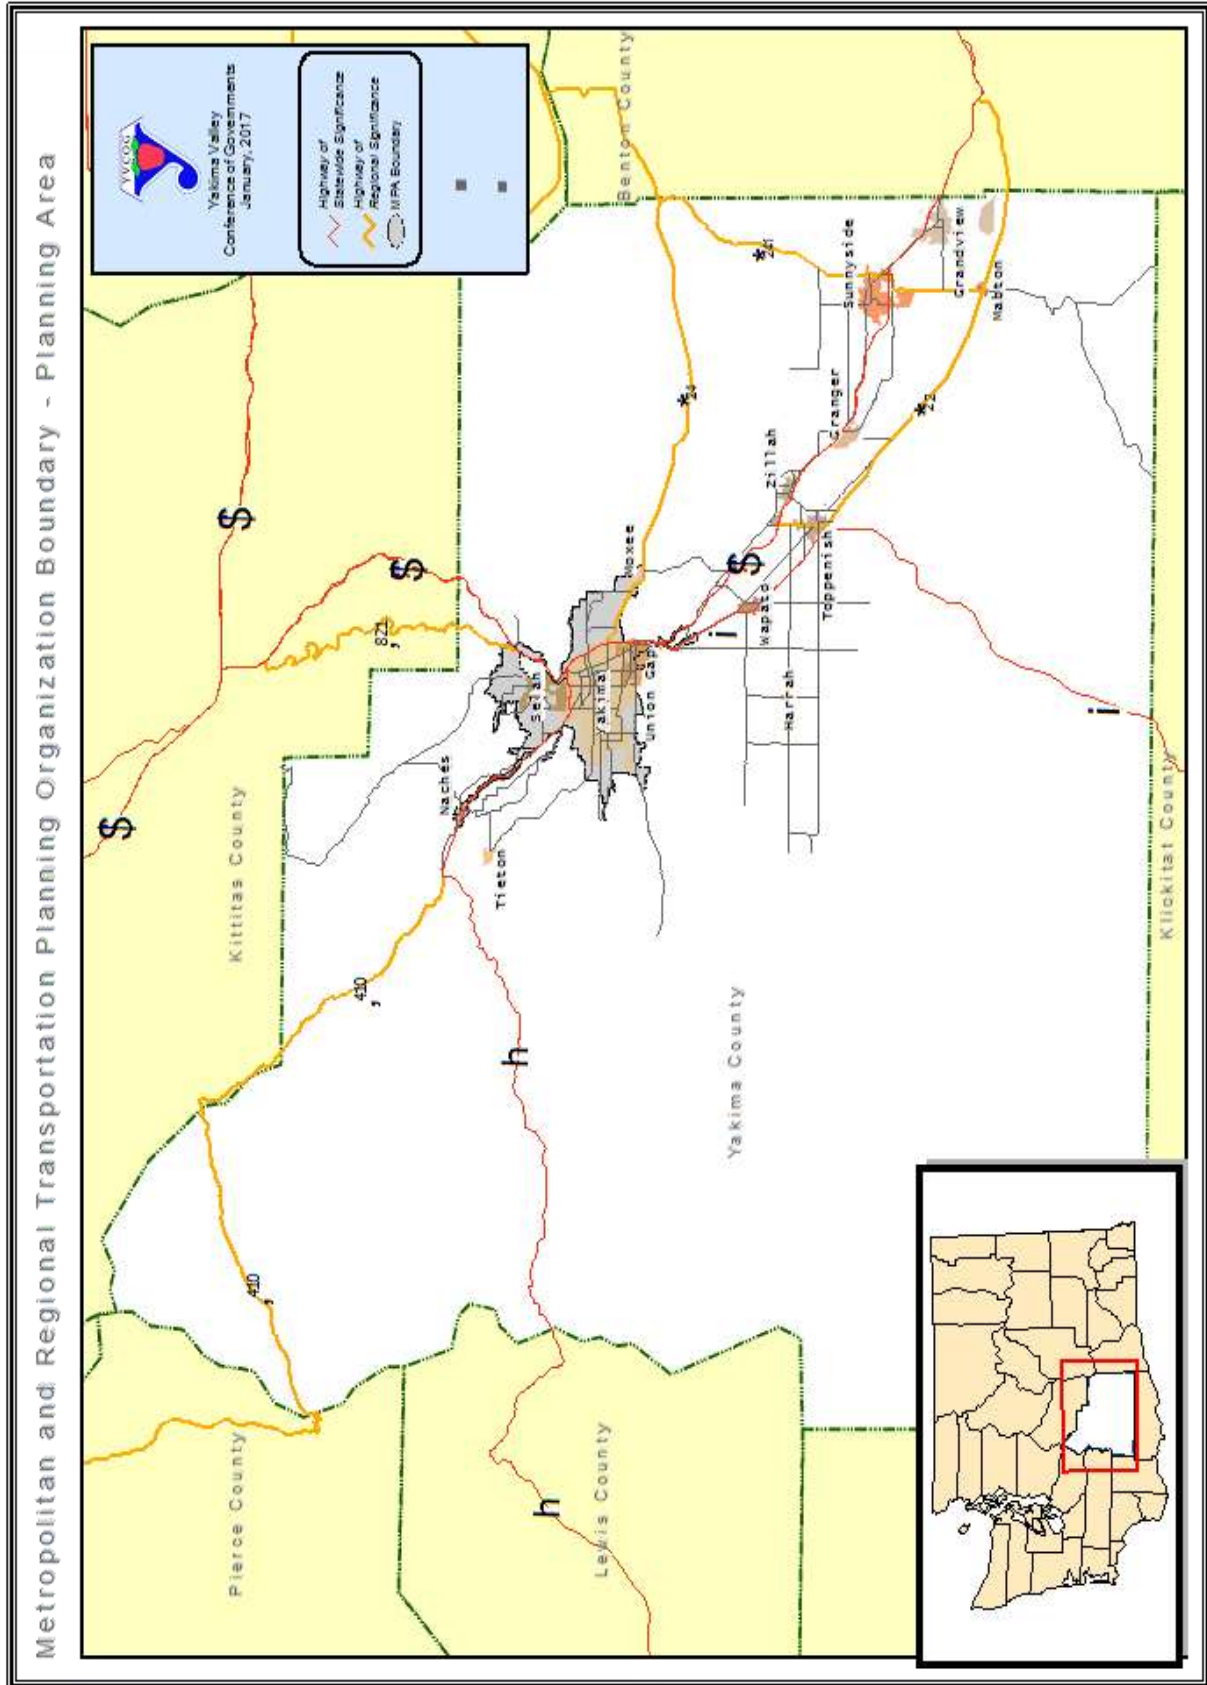 Metropolitan and Regional Transportation Planning Organization Boundary - Planning Area
YVCOG
Yakima Valley
Conference of Governments
January, 2017
Highway of
Statewide Significance
Highway of
Regional Significance
MPA Boundary
Pierce County
Kittitas County
Benton County
Lewis County
Yakima County
Klickitat County
$
$
$
$
410
,
410
,
821
,
h
h
i
i
*24
*241
*22
Naches
Tieton
Selah
Yakima
Union Gap
Moxee
Wapato
Harrah
Toppenish
Zillah
Granger
Sunnyside
Grandview
Mabton